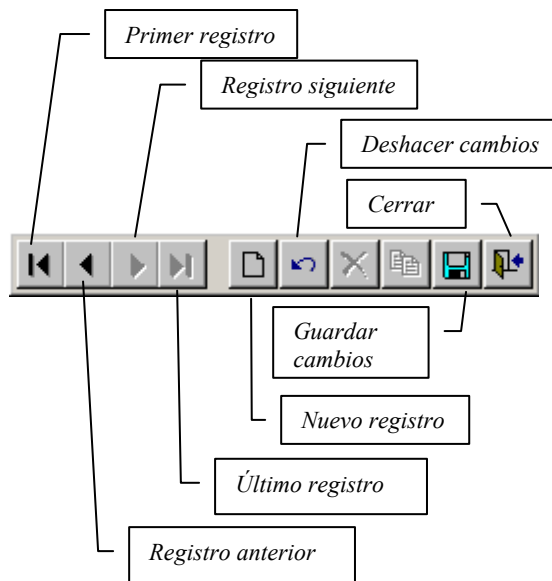 Primer registro
Registro siguiente
Deshacer cambios
Cerrar
Guardar
cambios
Nuevo registro
Último registro
Registro anterior